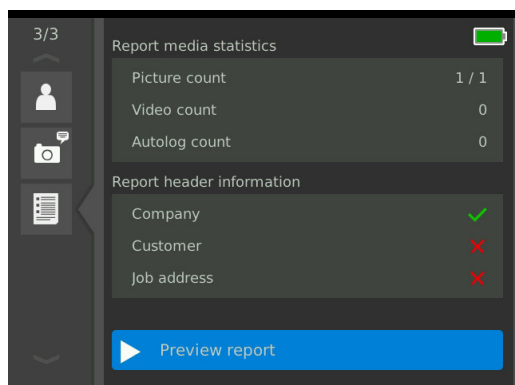 3/3
Report media statistics
Picture count 1 / 1
Video count 0
Autolog count 0
Report header information
Company
Customer
Job address
Preview report